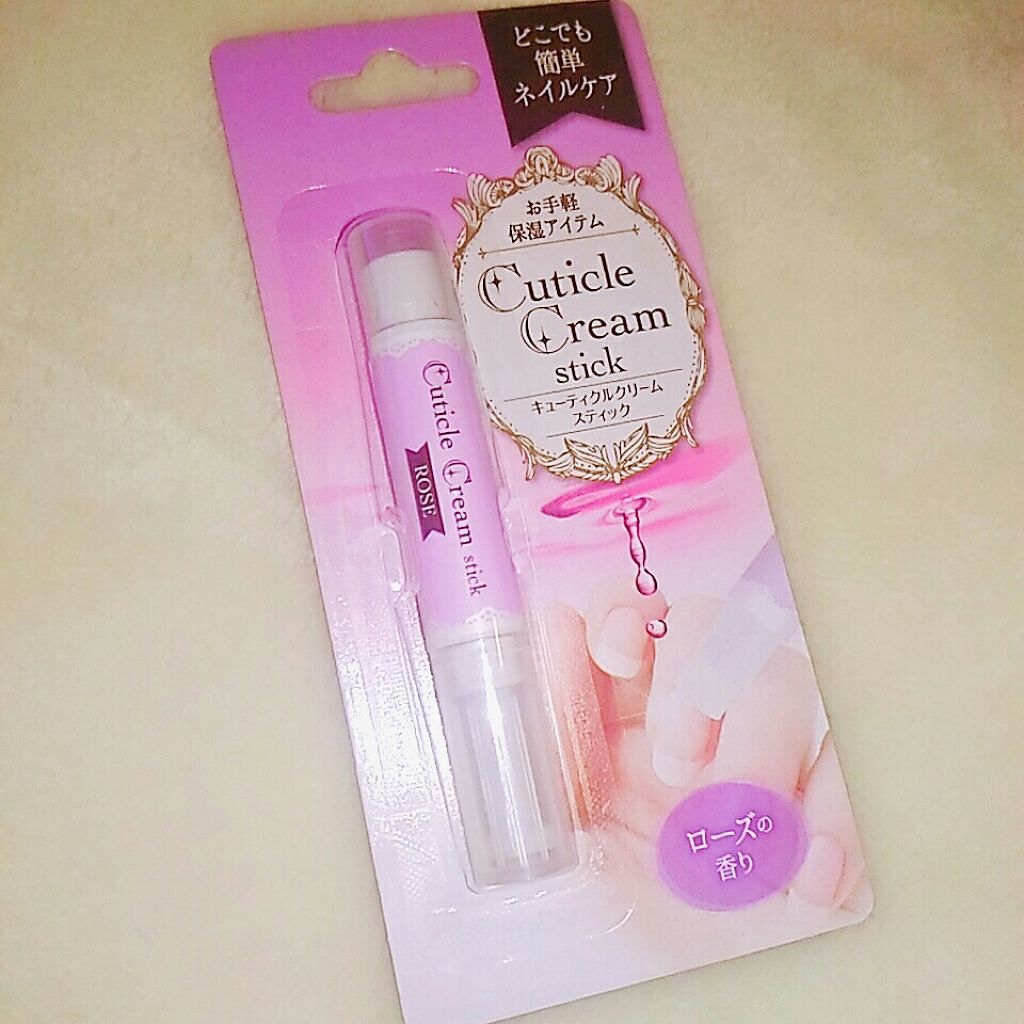 どこでも
簡単
ネイルケア
お手軽
保湿アイテム
Cuticle
Cream
stick
キューティクルクリーム
スティック
Cuticle Cream stick
ROSE
ローズの
香り